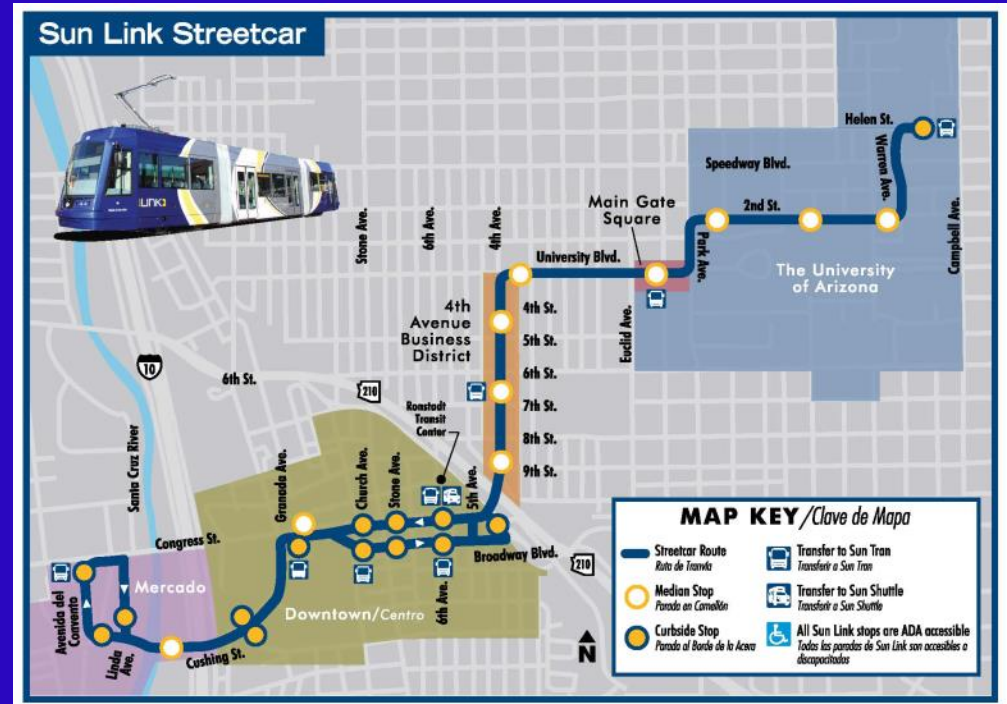 Sun Link Streetcar
LINK
Helen St.
Warren Ave.
Speedway Blvd.
Campbell Ave.
Main Gate
Square
2nd St.
Park Ave.
Stone Ave.
6th Ave.
4th Ave.
University Blvd.
The University
of Arizona
Euclid Ave.
4th
Avenue
Business
District
4th St.
5th St.
6th St.
7th St.
8th St.
9th St.
10
6th St.
210
Ronstadt
Transit
Center
Santa Cruz River
Granada Ave.
Church Ave.
Stone Ave.
5th Ave.
Congress St.
Broadway Blvd.
210
Mercado
Avenida del
Convento
Linda
Ave.
Cushing St.
Downtown/Centro
6th Ave.
N
MAP KEY/Clave de Mapa
Streetcar Route
Ruta de Tranvía
Median Stop
Parada en Camellón
Curbside Stop
Parada al Borde de la Acera
Transfer to Sun Tran
Transferir a Sun Tran
Transfer to Sun Shuttle
Transferir a Sun Shuttle
All Sun Link stops are ADA accessible
Todas las paradas de Sun Link son accesibles a
discapacitados